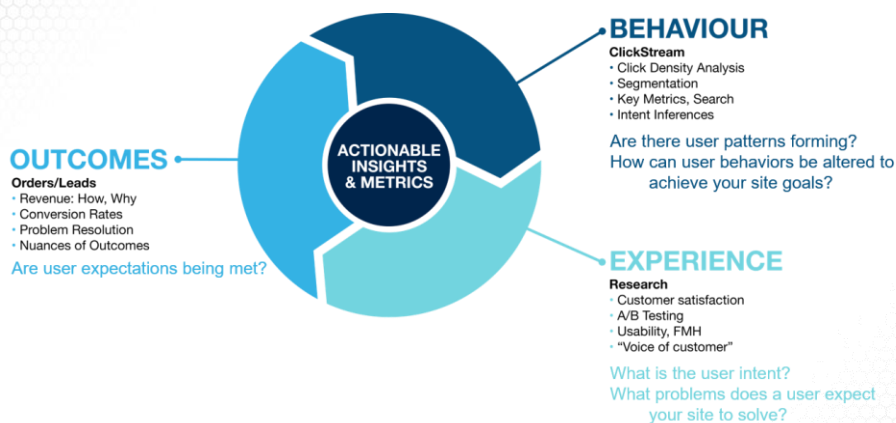 BEHAVIOUR
ClickStream
• Click Density Analysis
• Segmentation
• Key Metrics, Search
• Intent Inferences
Are there user patterns forming?
How can user behaviors be altered to
achieve your site goals?
ACTIONABLE
INSIGHTS
& METRICS
OUTCOMES
Orders/Leads
• Revenue: How, Why
• Conversion Rates
• Problem Resolution
• Nuances of Outcomes
Are user expectations being met?
EXPERIENCE
Research
• Customer satisfaction
• A/B Testing
• Usability, FMH
• “Voice of customer”
What is the user intent?
What problems does a user expect
your site to solve?